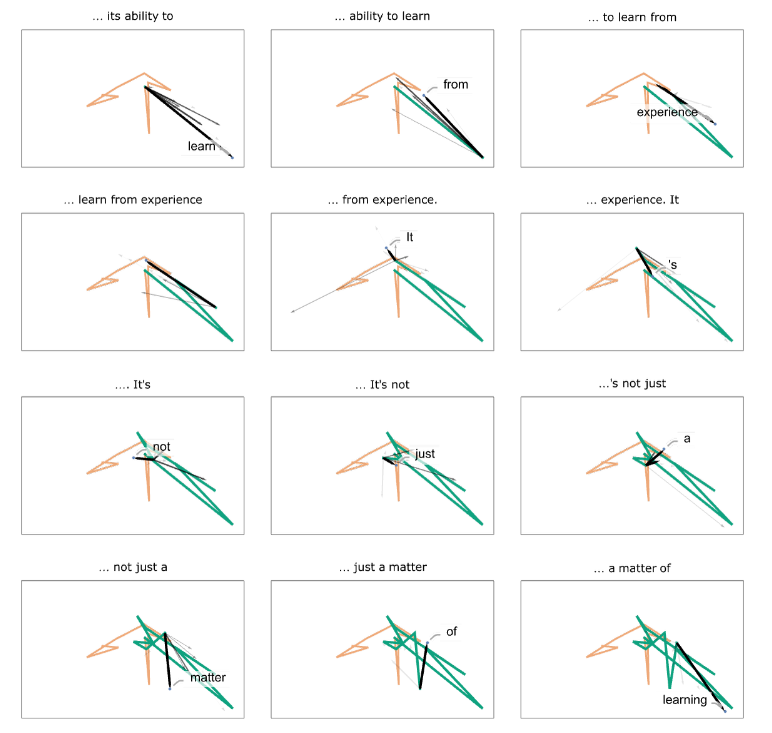 ... its ability to
... ability to learn
... to learn from
learn
from
experience
... learn from experience
... from experience.
... experience. It
It
's
.... It's
... It's not
...'s not just
not
just
a
... not just a
... just a matter
... a matter of
matter
of
learning